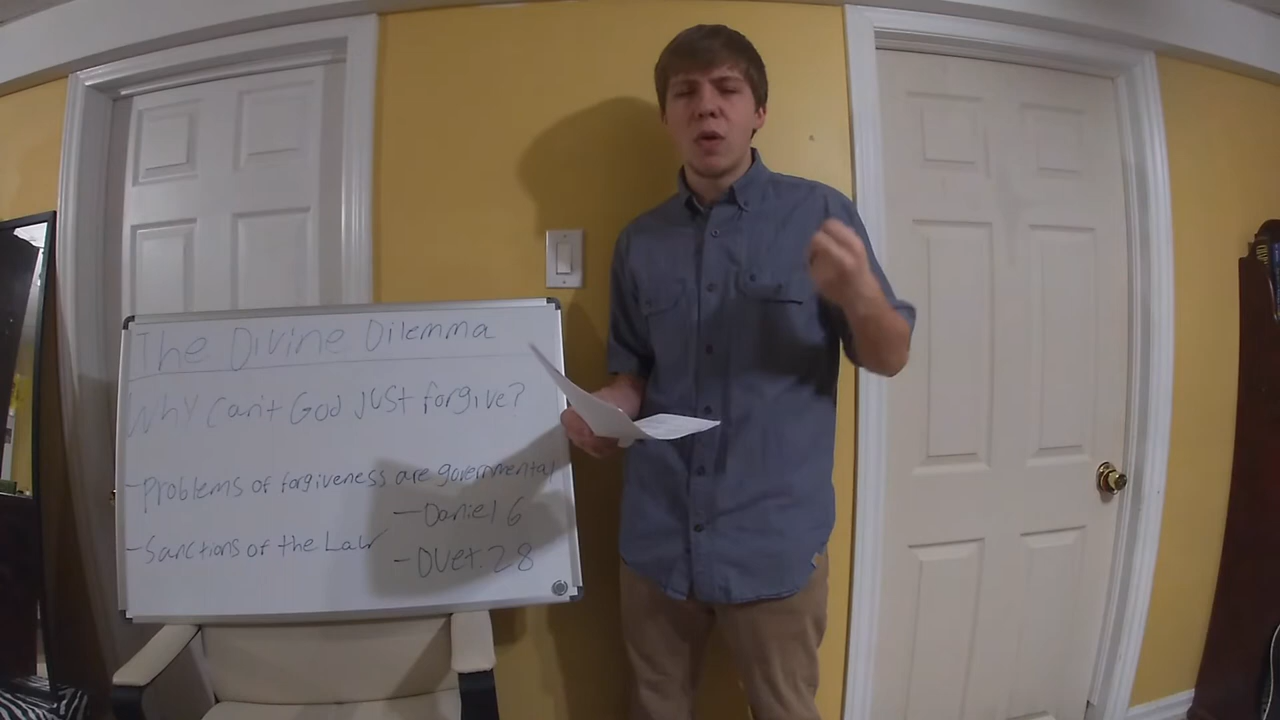 The Divine Dilemma
Why can't God just forgive?
-Problems of forgiveness are governmental
-Daniel 6
-Sanctions of the Law
-Duet. 28